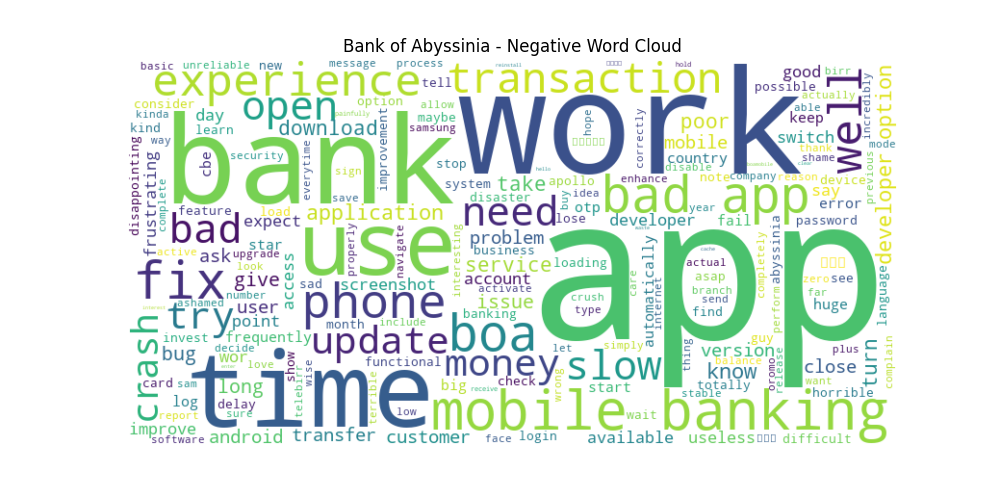 Bank of Abyssinia - Negative Word Cloud
basic unreliable new message process reinstall hold
experience transaction tell good birr
consider kinda option possible actually able
kind day open download allow maybe samsung
work well incredibly
way learn everytime painfully improvement
hope correctly poor mobile keep switch thank mode
bank cbe security stop country shame
disappointing frustrating complete sign save
system take apollo idea enhance disable note company reason device
disaster buy hello bad app year say previous developer option
feature load application need otp lose developer fail error password
bad expect star use properly navigate interesting problem business
active ask upgrade look access screenshot service loading account
fix give sad activate issue crush type care automatically internet
app actual asap branch send find cache completely perform abyssinia
zero see far huge language
ashamed number user phone month include banking
try point update boa let simply thing version guy balance
crash invest frequently decide functional money slow
bug wor love show wise telebirr terrible
oromo release plus want close turn complain
time long card sam big check wrong start know totally stable horrible
log delay low receive mobile banking
report sure improve software android transfer customer face login
wait available useless difficult